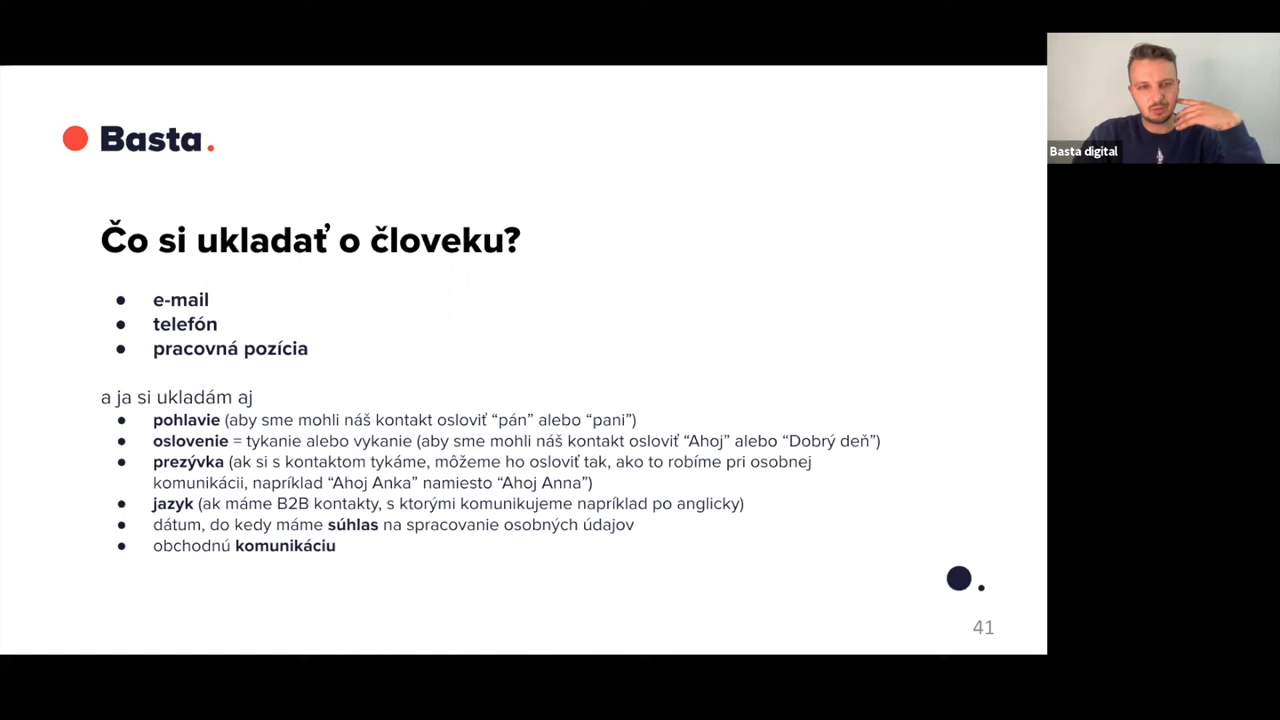 Basta.
Čo si ukladať o človeku?
● e-mail
● telefón
● pracovná pozícia
a ja si ukladám aj
● pohlavie (aby sme mohli náš kontakt osloviť “pán” alebo “pani”)
● oslovenie = tykanie alebo vykanie (aby sme mohli náš kontakt osloviť “Ahoj” alebo “Dobrý deň”)
● prezývka (ak si s kontaktom tykáme, môžeme ho osloviť tak, ako to robíme pri osobnej
komunikácii, napríklad “Ahoj Anka” namiesto “Ahoj Anna”)
● jazyk (ak máme B2B kontakty, s ktorými komunikujeme napríklad po anglicky)
● dátum, do kedy máme súhlas na spracovanie osobných údajov
● obchodnú komunikáciu
41
Basta digital